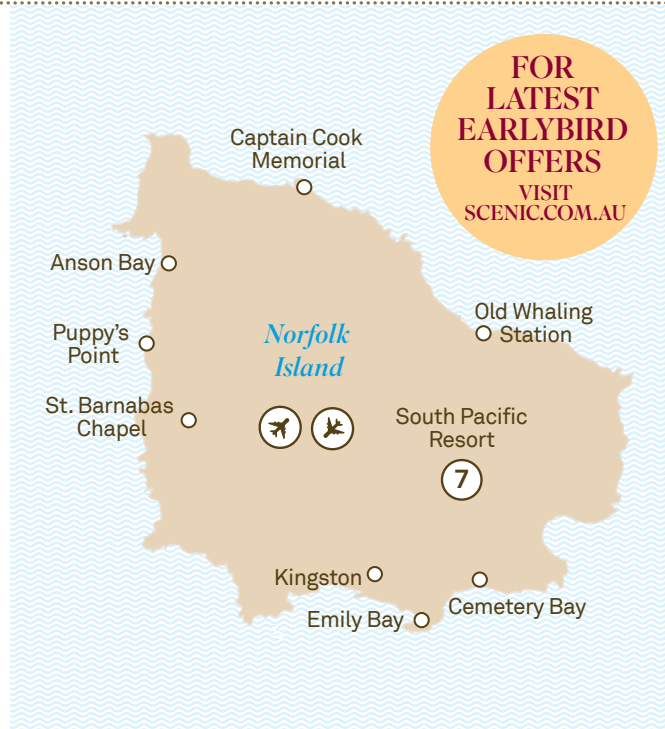 FOR
LATEST
EARLYBIRD
OFFERS
VISIT
SCENIC.COM.AU
Captain Cook
Memorial
Anson Bay
Old Whaling
Station
Puppy's
Point
Norfolk
Island
St. Barnabas
Chapel
South Pacific
Resort
7
Kingston
Cemetery Bay
Emily Bay